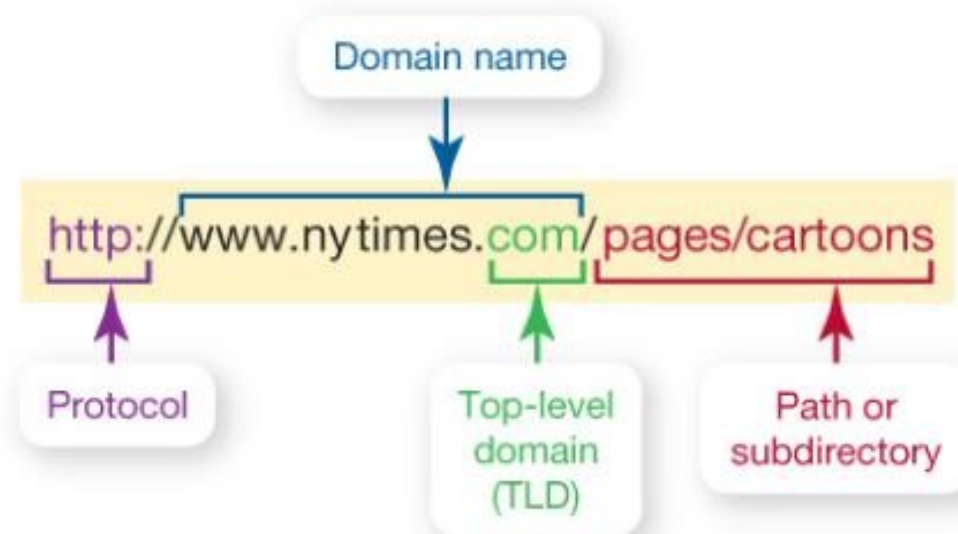 Domain name
http://www.nytimes.com/pages/cartoons
Protocol
Top-level
domain
(TLD)
Path or
subdirectory